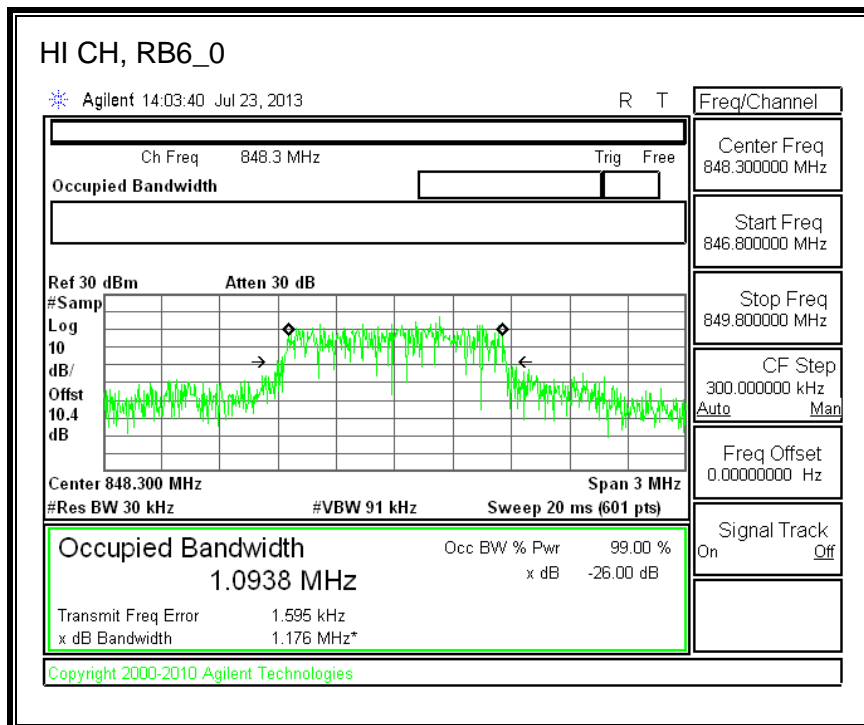 HI CH, RB6_0
Agilent 14:03:40 Jul 23, 2013 R T
Freq/Channel
Ch Freq 848.3 MHz Trig Free
Occupied Bandwidth
Center Freq
848.300000 MHz
Start Freq
846.800000 MHz
Stop Freq
849.800000 MHz
CF Step
300.000000 kHz
Auto Man
Freq Offset
0.00000000 Hz
Signal Track
On Off
Ref 30 dBm Atten 30 dB
#Samp
Log
10
dB/
Offst
10.4
dB
Center 848.300 MHz Span 3 MHz
#Res BW 30 kHz #VBW 91 kHz Sweep 20 ms (601 pts)
Occupied Bandwidth Occ BW % Pwr 99.00 %
1.0938 MHz x dB -26.00 dB
Transmit Freq Error 1.595 kHz
x dB Bandwidth 1.176 MHz*
Copyright 2000-2010 Agilent Technologies